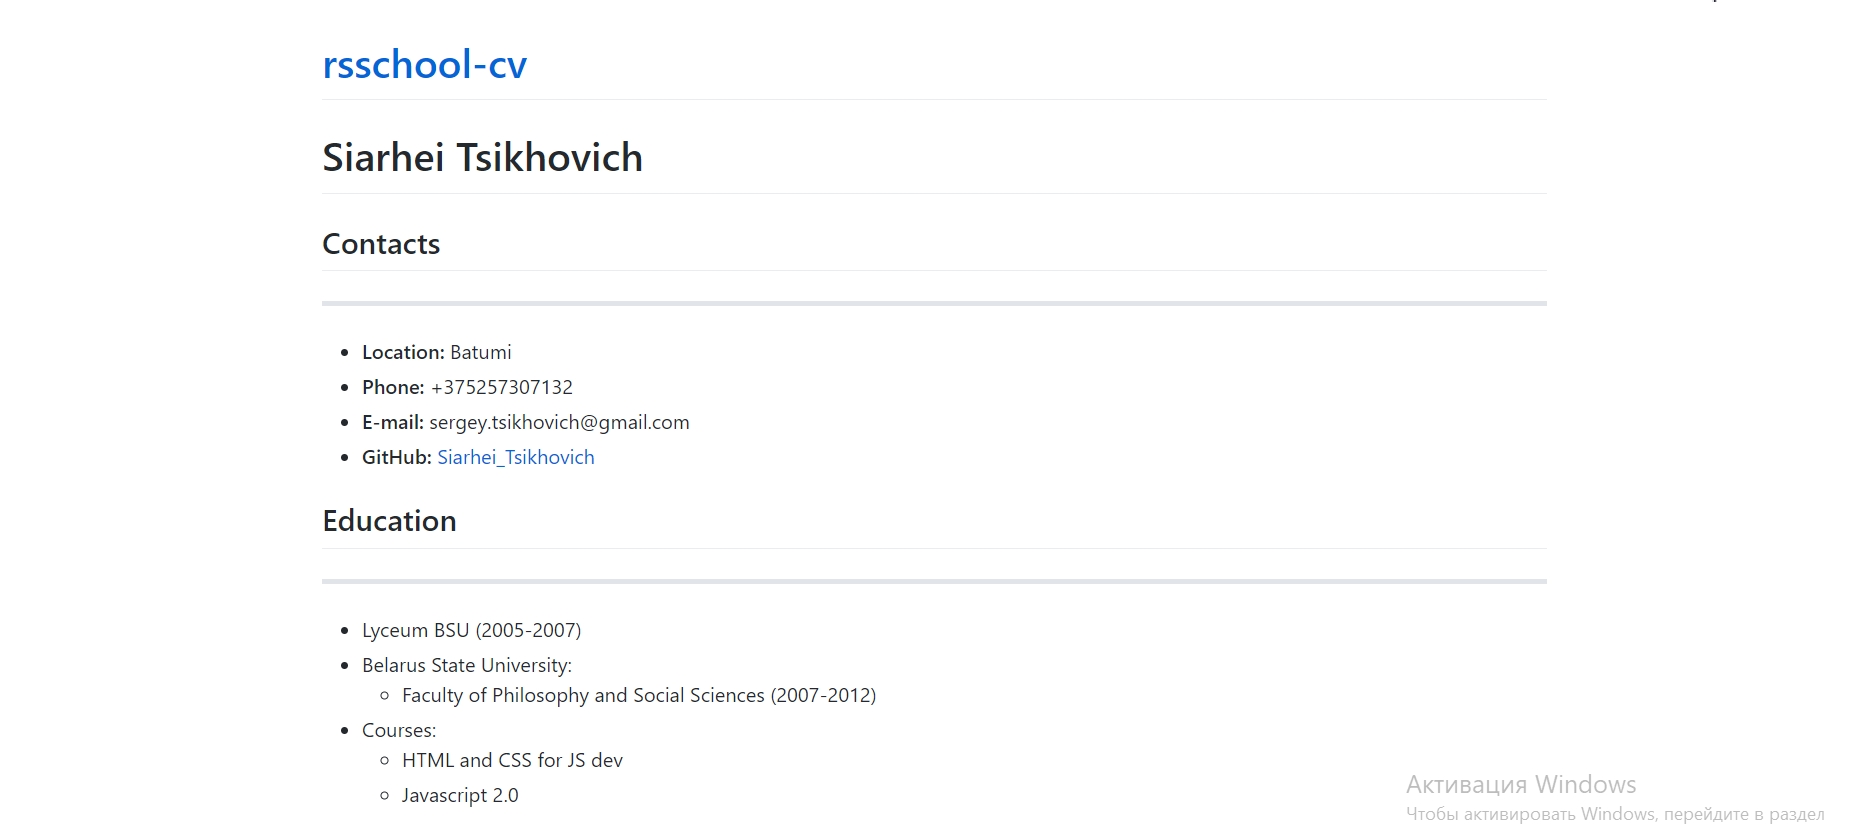 rsschool-cv
Siarhei Tsikhovich
Contacts
Location: Batumi
Phone: +375257307132
E-mail: sergey.tsikhovich@gmail.com
GitHub: Siarhei_Tsikhovich
Education
Lyceum BSU (2005-2007)
Belarus State University:
Faculty of Philosophy and Social Sciences (2007-2012)
Courses:
HTML and CSS for JS dev
Javascript 2.0
Активация Windows
Чтобы активировать Windows, перейдите в раздел